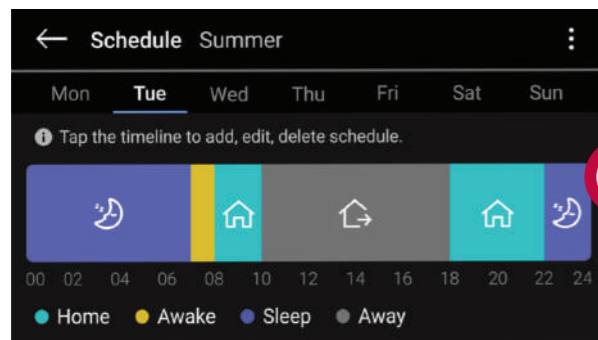 Schedule Summer
Mon Tue Wed Thu Fri Sat Sun
Tap the timeline to add, edit, delete schedule.
00 02 04 06 08 10 12 14 16 18 20 22 24
Home Awake Sleep Away